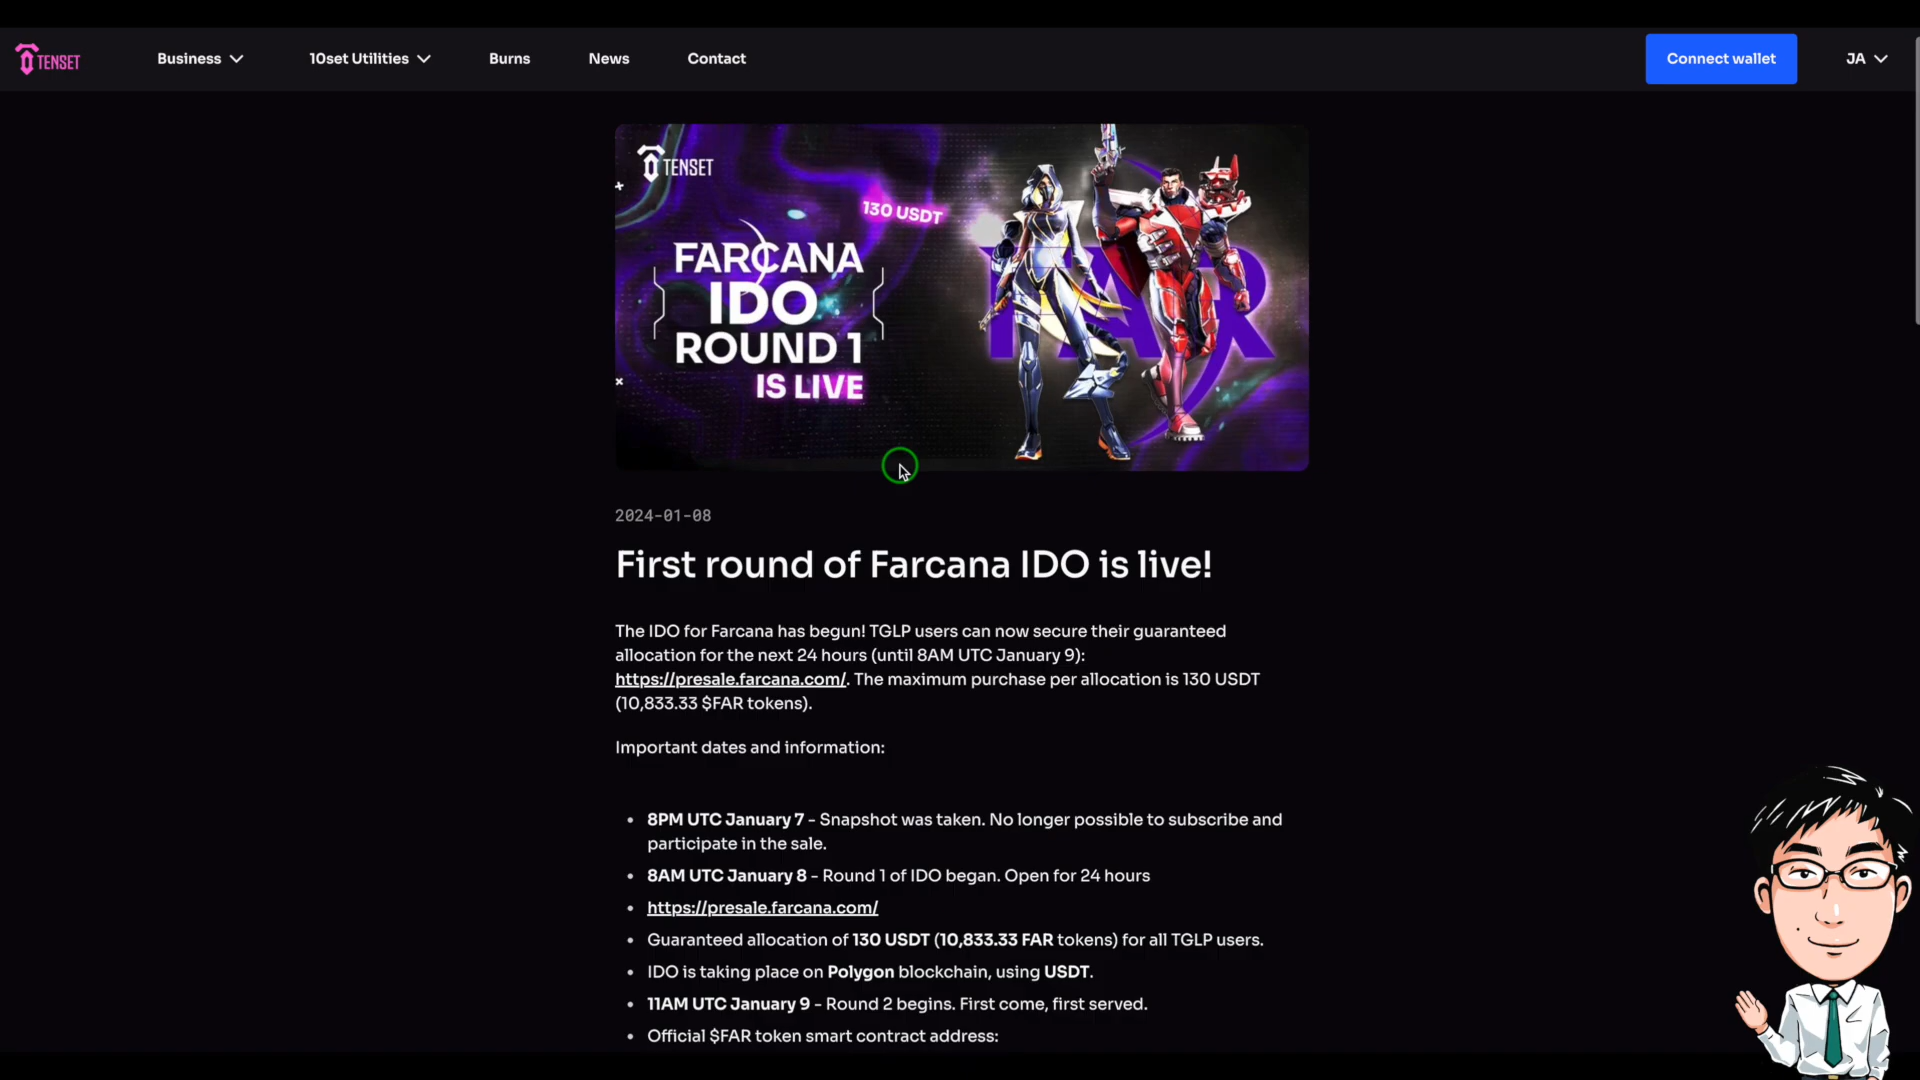 TENSET
Business
10set Utilities
Burns
News
Contact
Connect wallet
JA
TENSET
130 USDT
FARCANA
IDO
ROUND 1
IS LIVE
FAR
2024-01-08
First round of Farcana IDO is live!
The IDO for Farcana has begun! TGLP users can now secure their guaranteed
allocation for the next 24 hours (until 8AM UTC January 9):
https://presale.farcana.com/. The maximum purchase per allocation is 130 USDT
(10,833.33 $FAR tokens).
Important dates and information:
• 8PM UTC January 7 - Snapshot was taken. No longer possible to subscribe and
participate in the sale.
• 8AM UTC January 8 - Round 1 of IDO began. Open for 24 hours
• https://presale.farcana.com/
• Guaranteed allocation of 130 USDT (10,833.33 FAR tokens) for all TGLP users.
• IDO is taking place on Polygon blockchain, using USDT.
• 11AM UTC January 9 - Round 2 begins. First come, first served.
• Official $FAR token smart contract address: